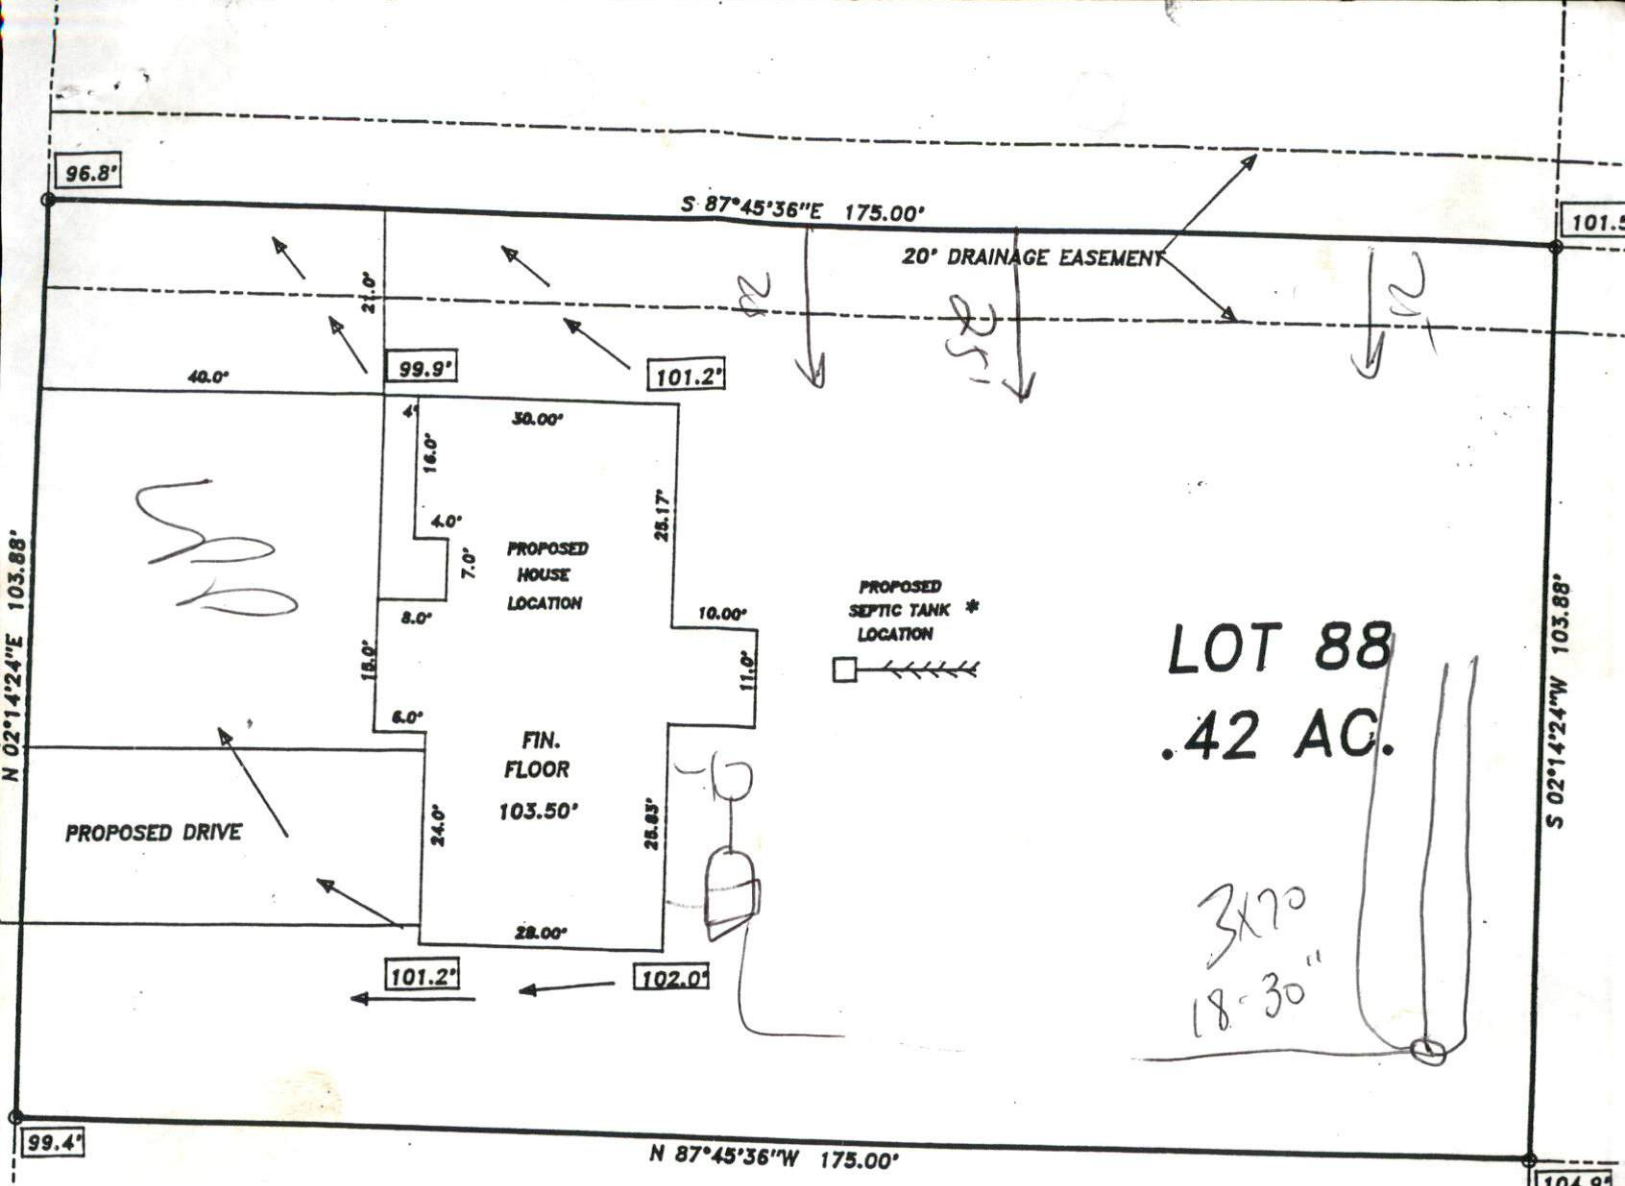 96.8'
S 87°45'36"E 175.00'
101.5
20' DRAINAGE EASEMENT
21.0'
25'
40.0'
99.9'
101.2'
4'
30.00'
16.0'
25.17'
4.0'
7.0'
PROPOSED
HOUSE
LOCATION
8.0'
10.00'
PROPOSED
SEPTIC TANK *
LOCATION
N 02°14'24"E 103.88'
S 02°14'24"W 103.88'
15.0'
11.0'
LOT 88
.42 AC.
6.0'
FIN.
FLOOR
103.50'
PROPOSED DRIVE
24.0'
25.83'
3x70
18-30"
28.00'
101.2'
102.0'
99.4'
N 87°45'36"W 175.00'
104.9'